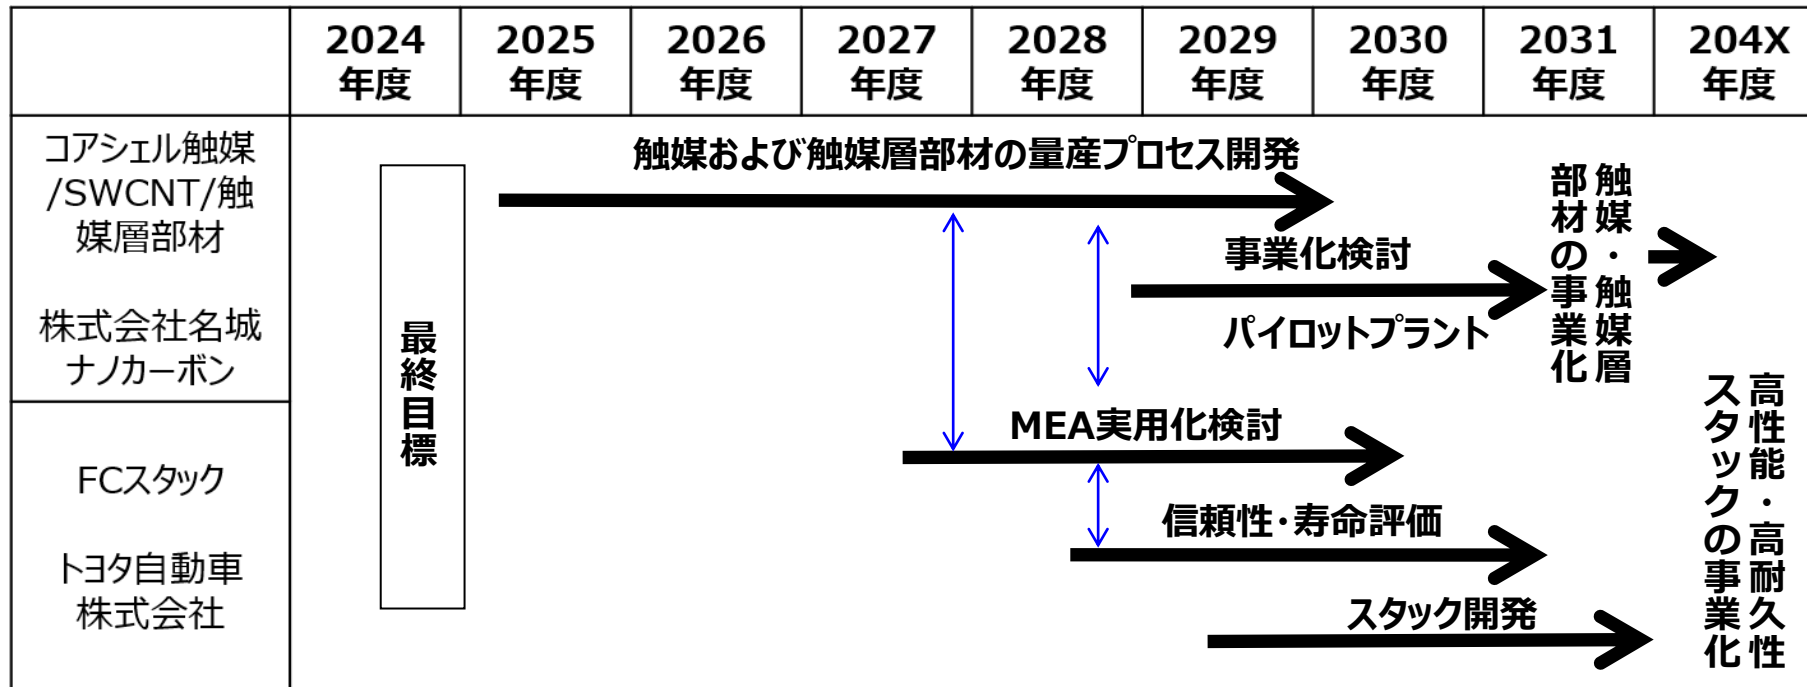 2024
年度
2025
年度
2026
年度
2027
年度
2028
年度
2029
年度
2030
年度
2031
年度
204X
年度
コアシェル触媒
/SWCNT/触
媒層部材
株式会社名城
ナノカーボン
FCスタック
トヨタ自動車
株式会社
最終目標
触媒および触媒層部材の量産プロセス開発
事業化検討
パイロットプラント
触媒・触媒層
部材の事業化
MEA実用化検討
信頼性・寿命評価
スタック開発
高性能・高耐久性
スタックの事業化